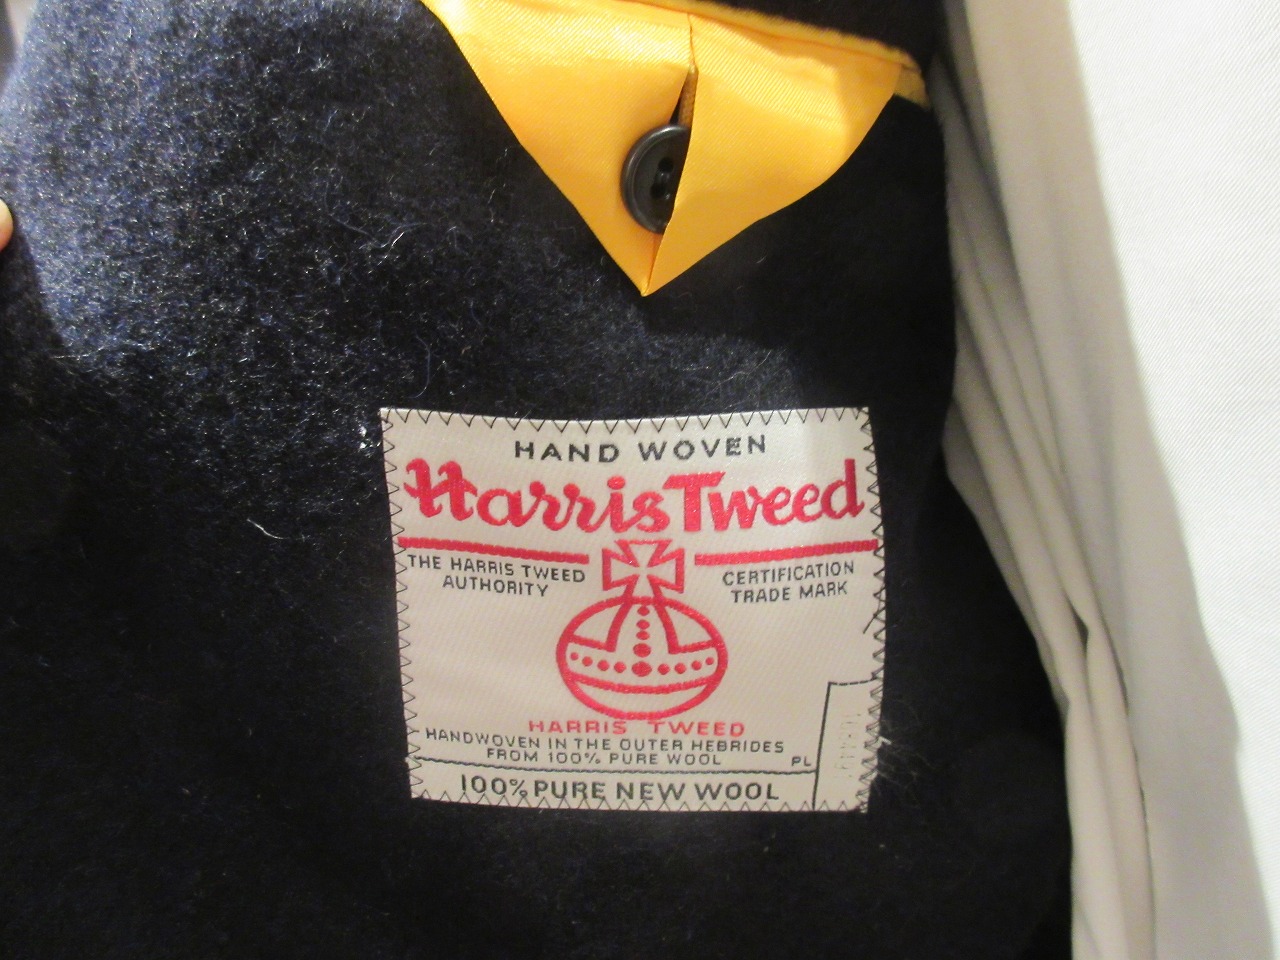 HAND WOVEN
Harris Tweed
THE HARRIS TWEED
AUTHORITY
CERTIFICATION
TRADE MARK
HARRIS TWEED
HANDWOVEN IN THE OUTER HEBRIDES
FROM 100% PURE WOOL
PL
100% PURE NEW WOOL